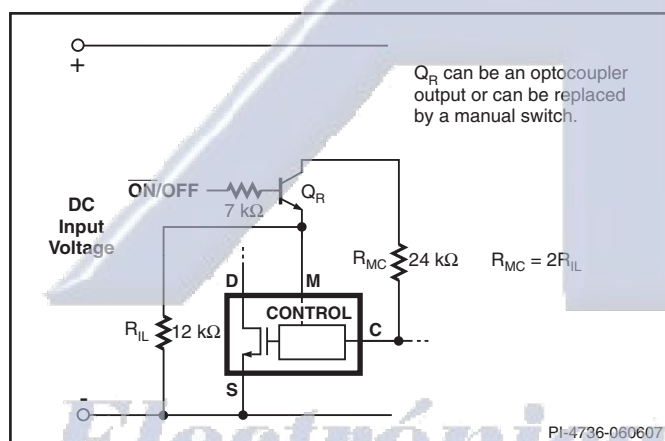 +
Q_R can be an optocoupler
output or can be replaced
by a manual switch.
ON/OFF
Q_R
7 kΩ
DC
Input
Voltage
R_MC 24 kΩ
R_MC = 2R_IL
D
M
CONTROL
C
R_IL 12 kΩ
S
-
PI-4736-060607
Electrónica